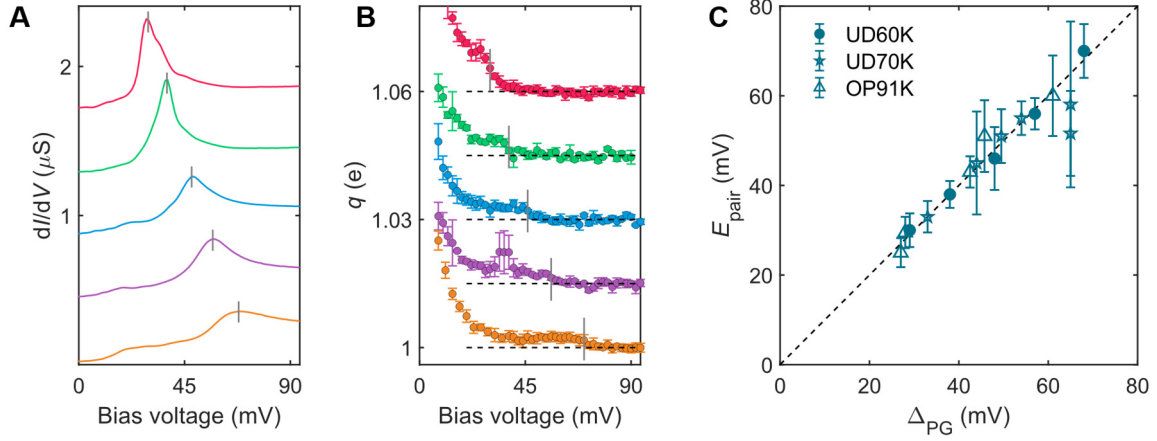 A
dI/dV (μS)
2
1
0
45
90
Bias voltage (mV)
B
q (e)
1.06
1.03
1
0
45
90
Bias voltage (mV)
C
UD60K
UD70K
OP91K
E_pair (mV)
80
60
40
20
0
0
20
40
60
80
Δ_PG (mV)